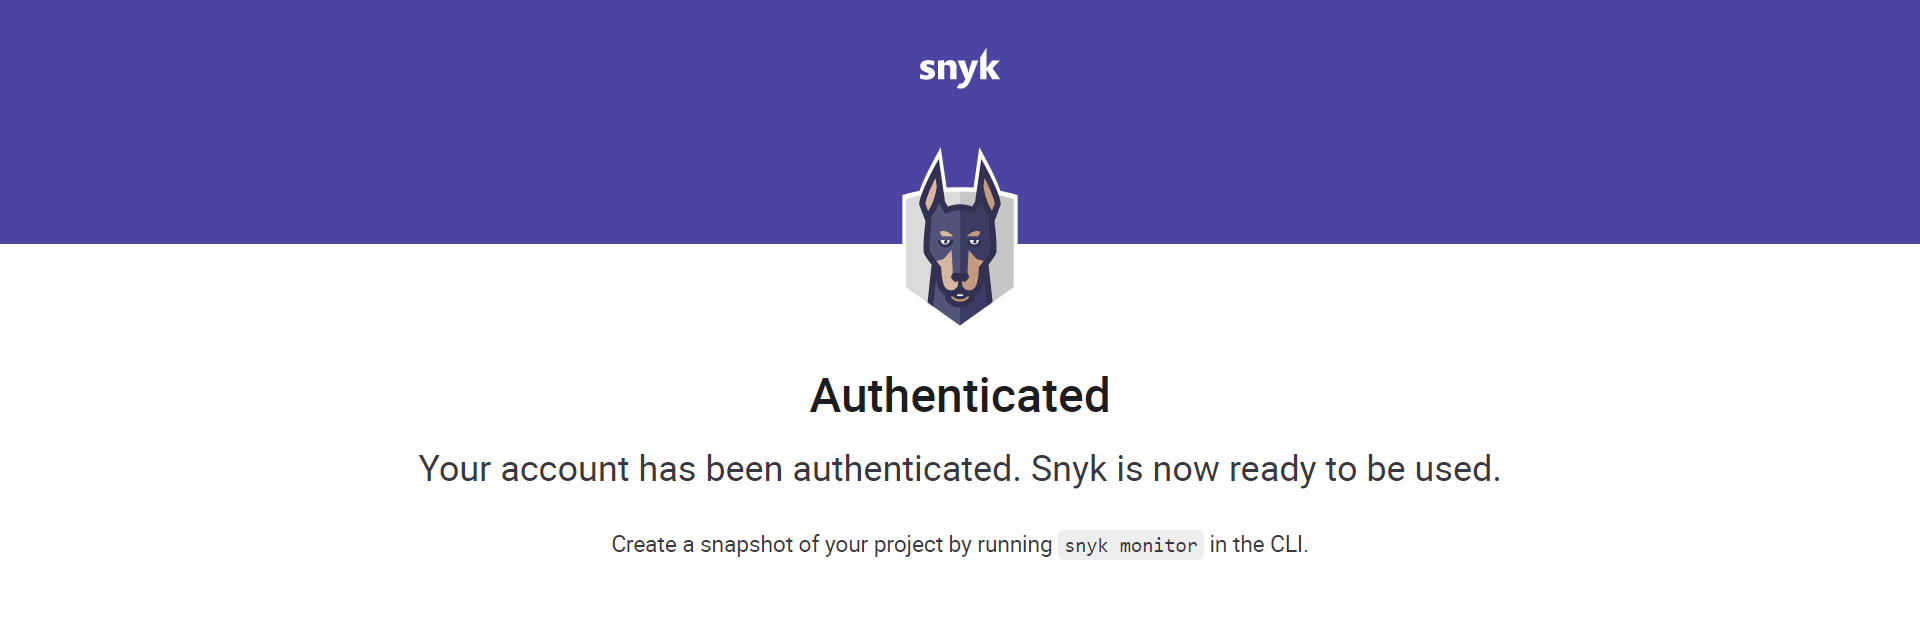 snyk
Authenticated
Your account has been authenticated. Snyk is now ready to be used.
Create a snapshot of your project by running snyk monitor in the CLI.